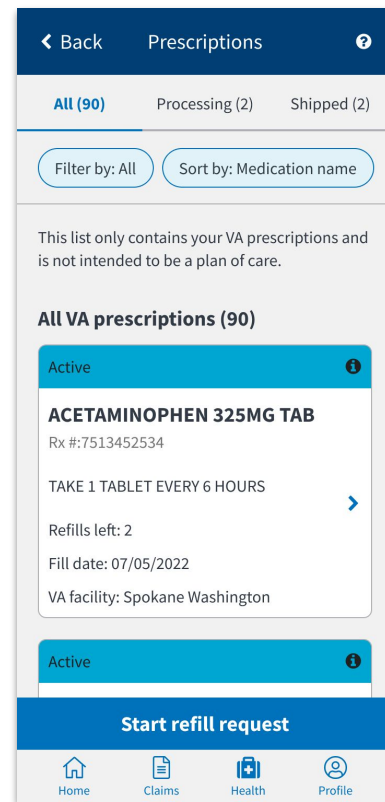 Back Prescriptions
All (90) Processing (2) Shipped (2)
Filter by: All Sort by: Medication name
This list only contains your VA prescriptions and
is not intended to be a plan of care.
All VA prescriptions (90)
Active
ACETAMINOPHEN 325MG TAB
Rx #:7513452534
TAKE 1 TABLET EVERY 6 HOURS
Refills left: 2
Fill date: 07/05/2022
VA facility: Spokane Washington
Active
Start refill request
Home Claims Health Profile